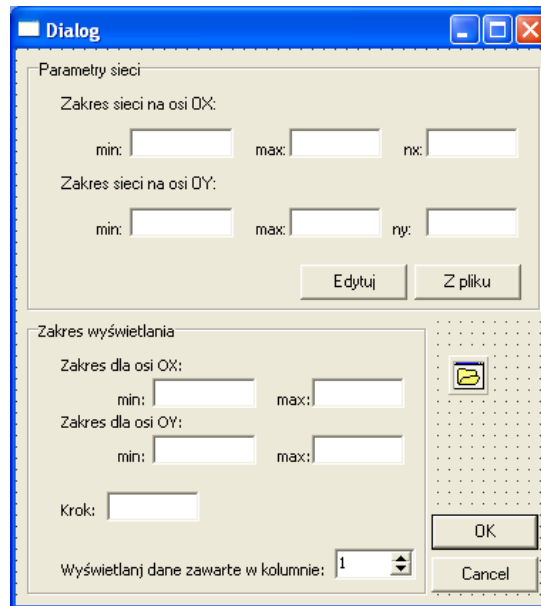 Dialog
Parametry sieci
Zakres sieci na osi OX:
min: max: nx:
Zakres sieci na osi OY:
min: max: ny:
Edytuj Z pliku
Zakres wyświetlania
Zakres dla osi OX:
min: max:
Zakres dla osi OY:
min: max:
Krok:
OK
Wyświetlanj dane zawarte w kolumnie: 1
Cancel